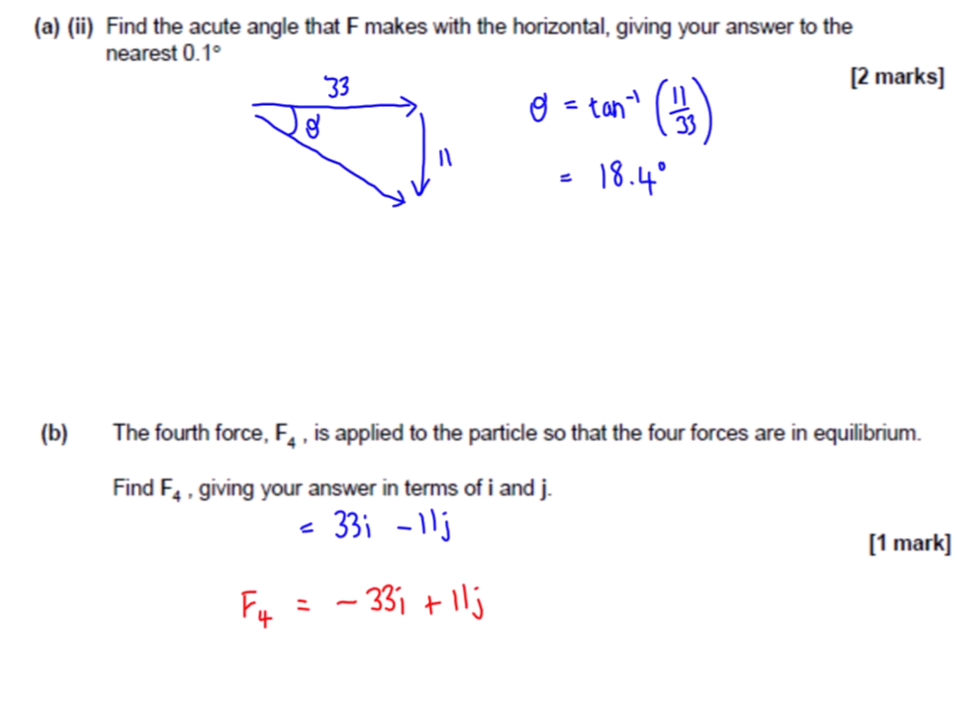 (a) (ii) Find the acute angle that F makes with the horizontal, giving your answer to the
nearest 0.1°
[2 marks]
33
θ
11
θ = tan⁻¹ (11/33)
= 18.4°
(b) The fourth force, F₄ , is applied to the particle so that the four forces are in equilibrium.
Find F₄ , giving your answer in terms of i and j.
= 33i - 11j
[1 mark]
F₄ = - 33i + 11j